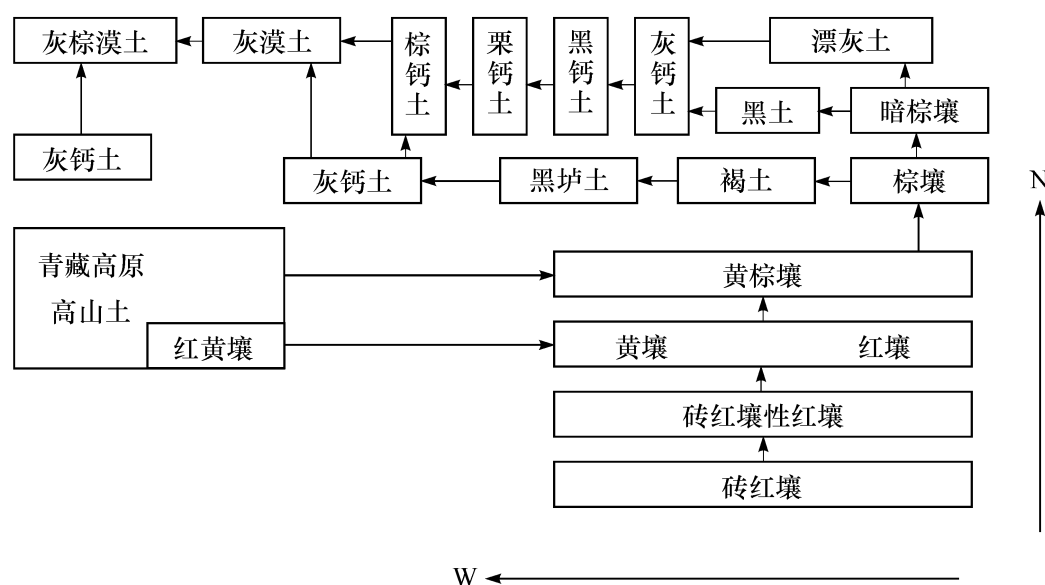 灰棕漠土
灰漠土
棕钙土
栗钙土
黑钙土
灰钙土
漂灰土
黑土
暗棕壤
灰钙土
灰钙土
黑垆土
褐土
棕壤
N
青藏高原
高山土
红黄壤
黄棕壤
黄壤
红壤
砖红壤性红壤
砖红壤
W